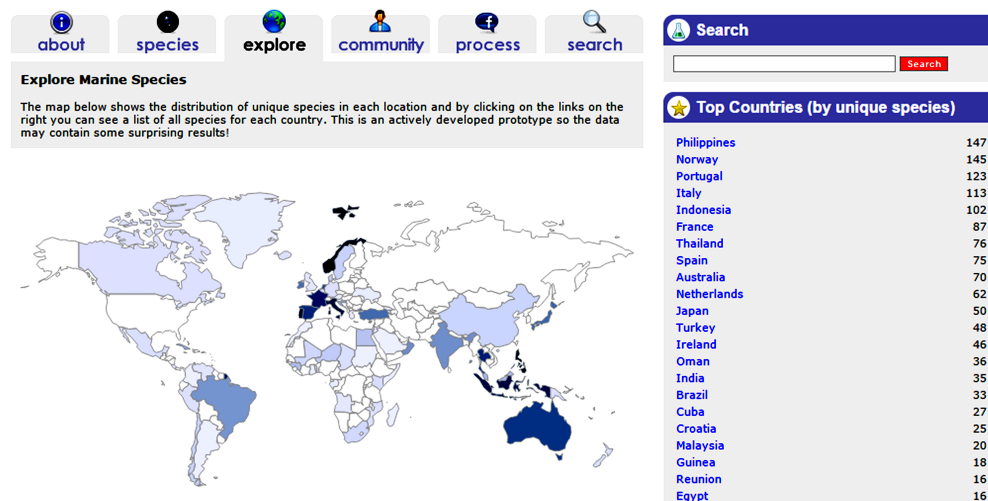 about
species
explore
community
process
search
Explore Marine Species
The map below shows the distribution of unique species in each location and by clicking on the links on the
right you can see a list of all species for each country. This is an actively developed prototype so the data
may contain some surprising results!
Search
Search
Top Countries (by unique species)
Philippines 147
Norway 145
Portugal 123
Italy 113
Indonesia 102
France 87
Thailand 76
Spain 75
Australia 70
Netherlands 62
Japan 50
Turkey 48
Ireland 46
Oman 36
India 35
Brazil 33
Cuba 27
Croatia 25
Malaysia 20
Guinea 18
Reunion 16
Egypt 16